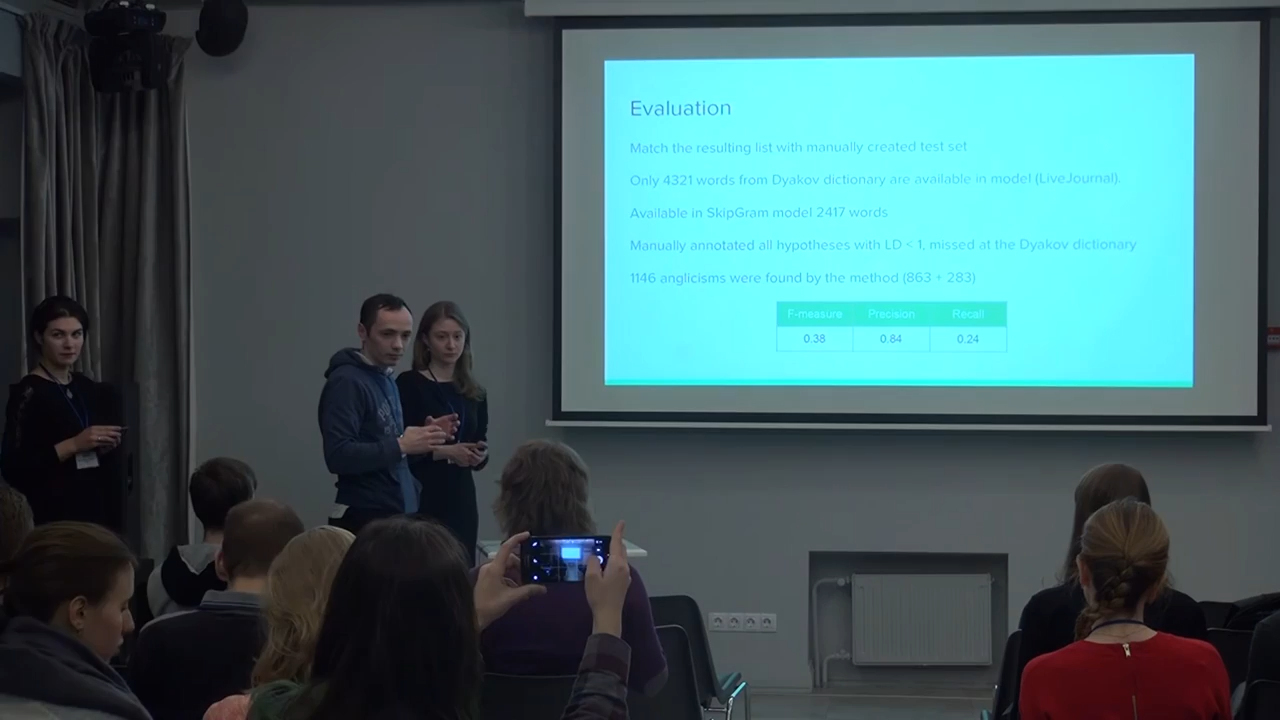 Evaluation
Match the resulting list with manually created test set
Only 4321 words from Dyakov dictionary are available in model (LiveJournal).
Available in SkipGram model 2417 words
Manually annotated all hypotheses with LD < 1, missed at the Dyakov dictionary
1146 anglicisms were found by the method (863 + 283)
F-measure Precision Recall
0.38 0.84 0.24